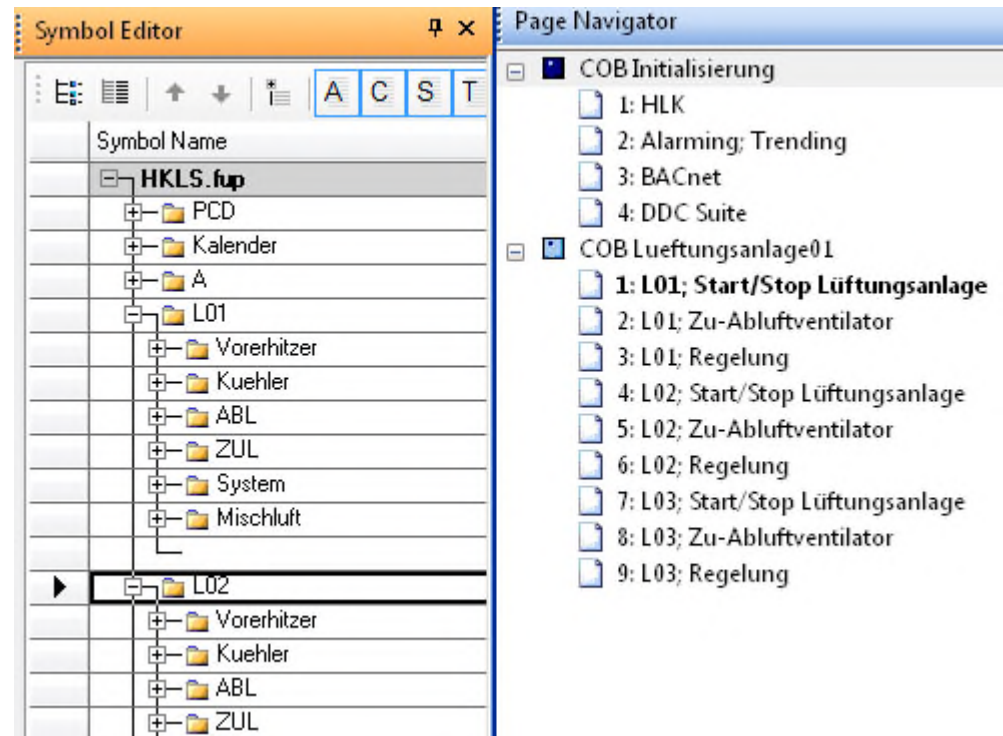 Symbol Editor
A C S T
Symbol Name
HKLS.fup
PCD
Kalender
A
L01
Vorerhitzer
Kuehler
ABL
ZUL
System
Mischluft
L02
Vorerhitzer
Kuehler
ABL
ZUL
Page Navigator
COB Initialisierung
1: HLK
2: Alarming; Trending
3: BACnet
4: DDC Suite
COB Lueftungsanlage01
1: L01; Start/Stop Lüftungsanlage
2: L01; Zu-Abluftventilator
3: L01; Regelung
4: L02; Start/Stop Lüftungsanlage
5: L02; Zu-Abluftventilator
6: L02; Regelung
7: L03; Start/Stop Lüftungsanlage
8: L03; Zu-Abluftventilator
9: L03; Regelung